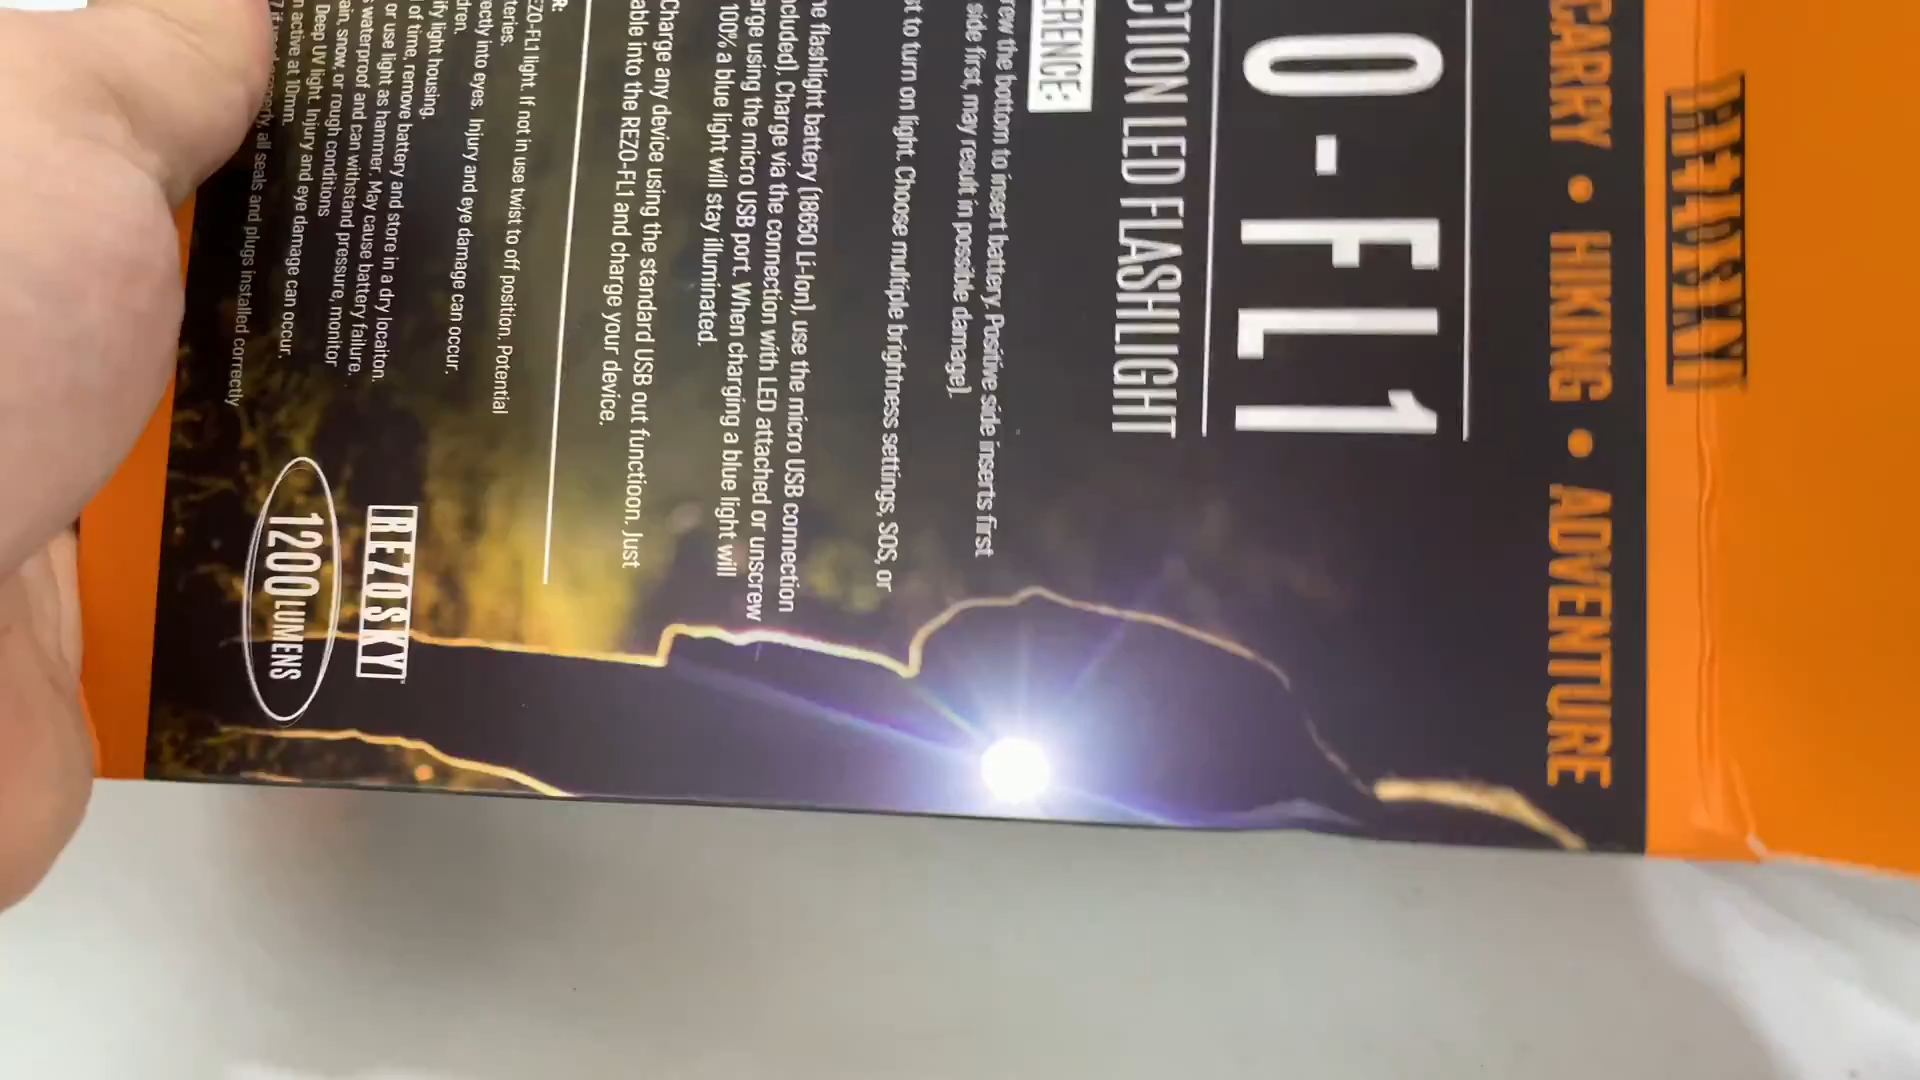 CARRY • HIKING • ADVENTURE
O-FL1
CTION LED FLASHLIGHT
ERENCE:
rew the bottom to insert battery. Positive side inserts first
side first, may result in possible damage).
st to turn on light. Choose multiple brightness settings, SOS, or
he flashlight battery (18650 Li-Ion), use the micro USB connection
ncluded). Charge via the connection with LED attached or unscrew
arge using the micro USB port. When charging a blue light will
100% a blue light will stay illuminated.
Charge any device using the standard USB out functioon. Just
able into the REZO-FL1 and charge your device.
R:
EZO-FL1 light. If not in use twist to off position. Potential
teries.
ectly into eyes. Injury and eye damage can occur.
dren.
ify light housing.
of time, remove battery and store in a dry locaiton.
or use light as hammer. May cause battery failure.
s waterproof and can withstand pressure, monitor
ain, snow, or rough conditions
Deep UV light. Injury and eye damage can occur,
n active at 10mm.
all seals and plugs installed correctly
REZOSKY
1200 LUMENS